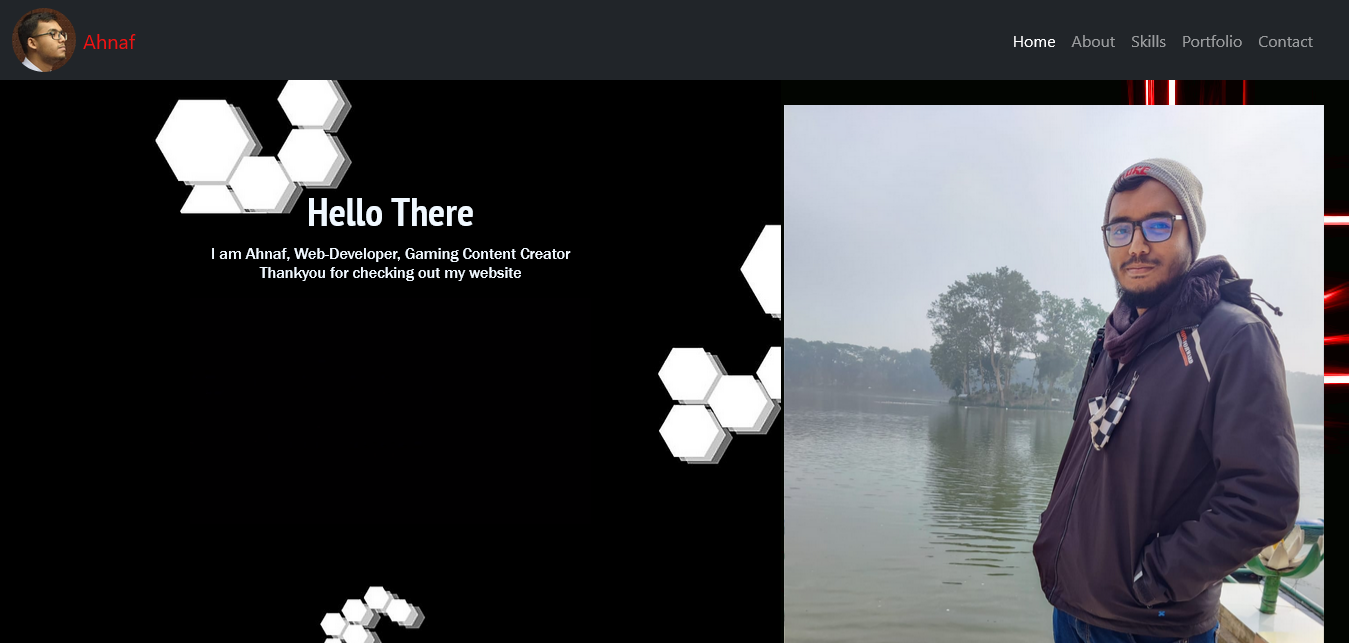 Ahnaf
Home About Skills Portfolio Contact
Hello There
I am Ahnaf, Web-Developer, Gaming Content Creator
Thankyou for checking out my website